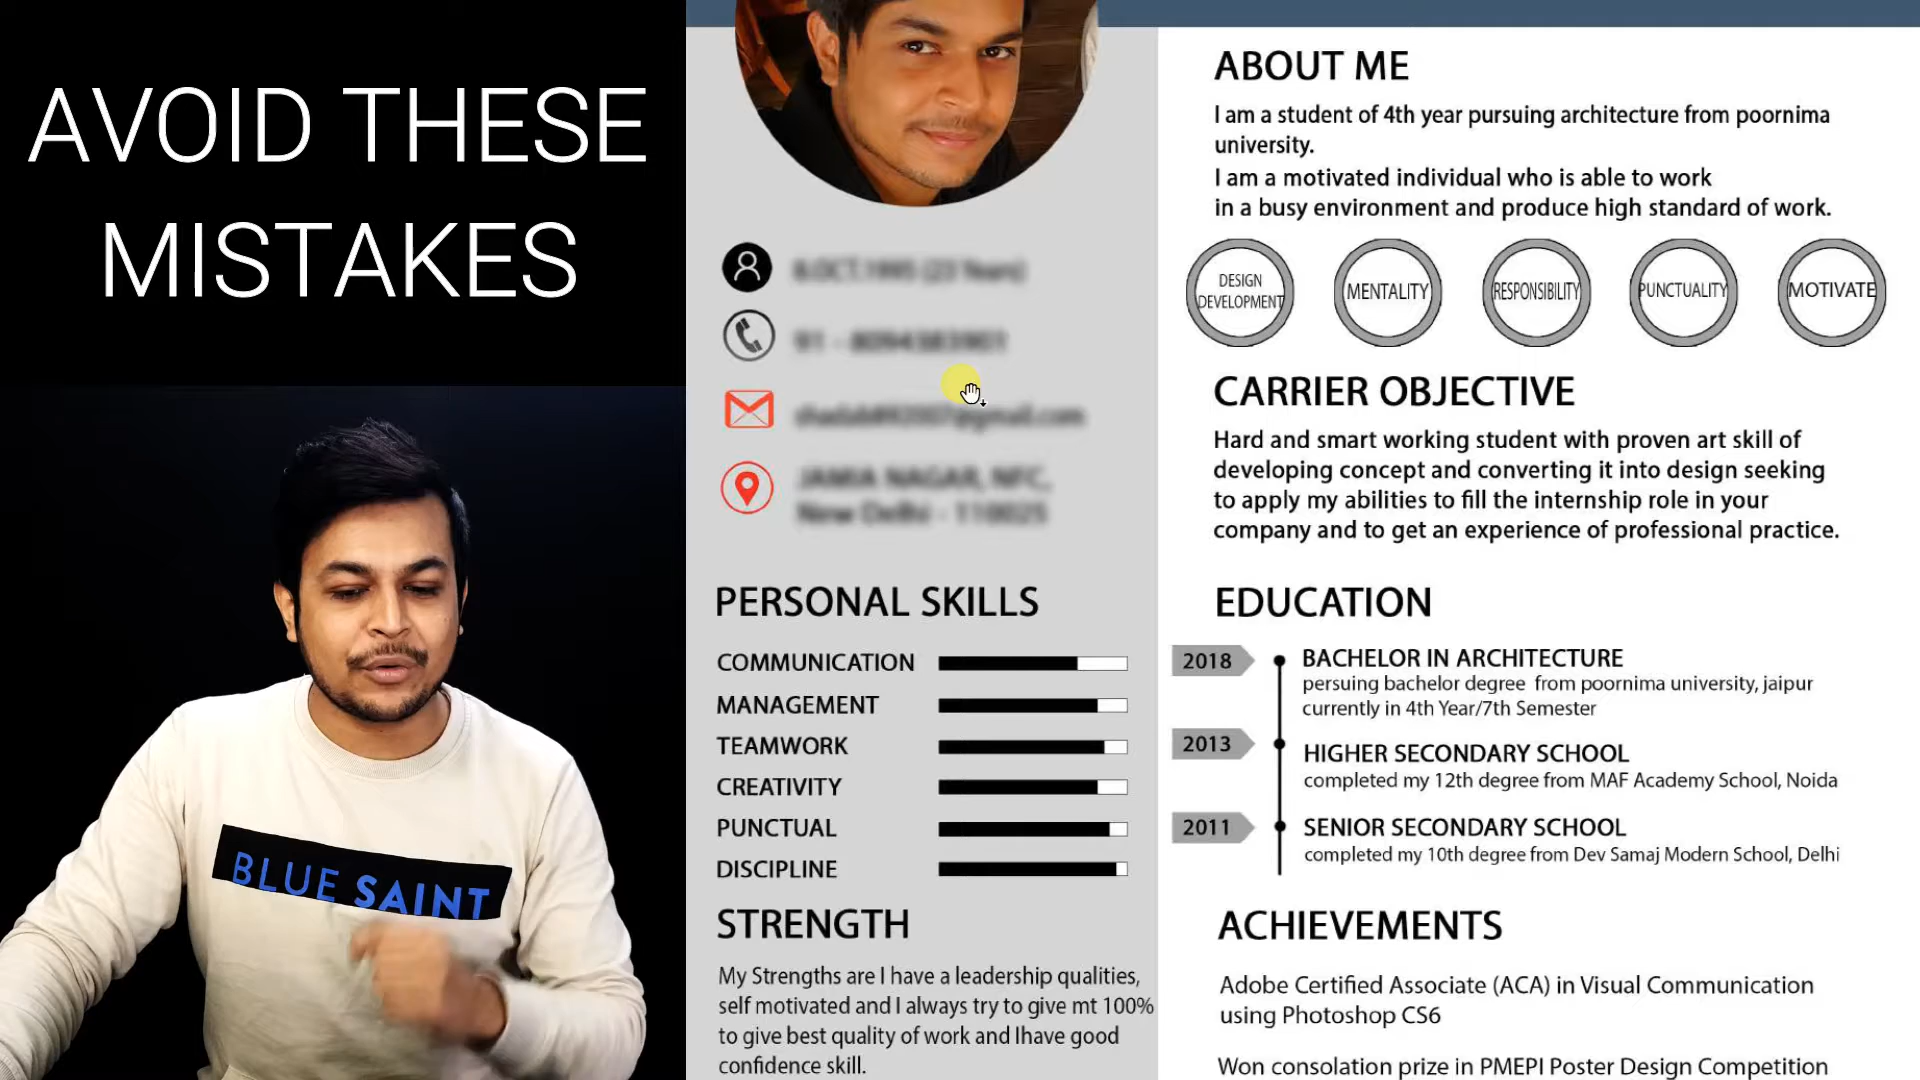 AVOID THESE
MISTAKES
BLUE SAINT
PERSONAL SKILLS
COMMUNICATION
MANAGEMENT
TEAMWORK
CREATIVITY
PUNCTUAL
DISCIPLINE
STRENGTH
My Strengths are I have a leadership qualities,
self motivated and I always try to give mt 100%
to give best quality of work and Ihave good
confidence skill.
ABOUT ME
I am a student of 4th year pursuing architecture from poornima
university.
I am a motivated individual who is able to work
in a busy environment and produce high standard of work.
DESIGN
DEVELOPMENT
MENTALITY
RESPONSIBILITY
PUNCTUALITY
MOTIVATE
CARRIER OBJECTIVE
Hard and smart working student with proven art skill of
developing concept and converting it into design seeking
to apply my abilities to fill the internship role in your
company and to get an experience of professional practice.
EDUCATION
2018
BACHELOR IN ARCHITECTURE
persuing bachelor degree from poornima university, jaipur
currently in 4th Year/7th Semester
2013
HIGHER SECONDARY SCHOOL
completed my 12th degree from MAF Academy School, Noida
2011
SENIOR SECONDARY SCHOOL
completed my 10th degree from Dev Samaj Modern School, Delhi
ACHIEVEMENTS
Adobe Certified Associate (ACA) in Visual Communication
using Photoshop CS6
Won consolation prize in PMEPI Poster Design Competition